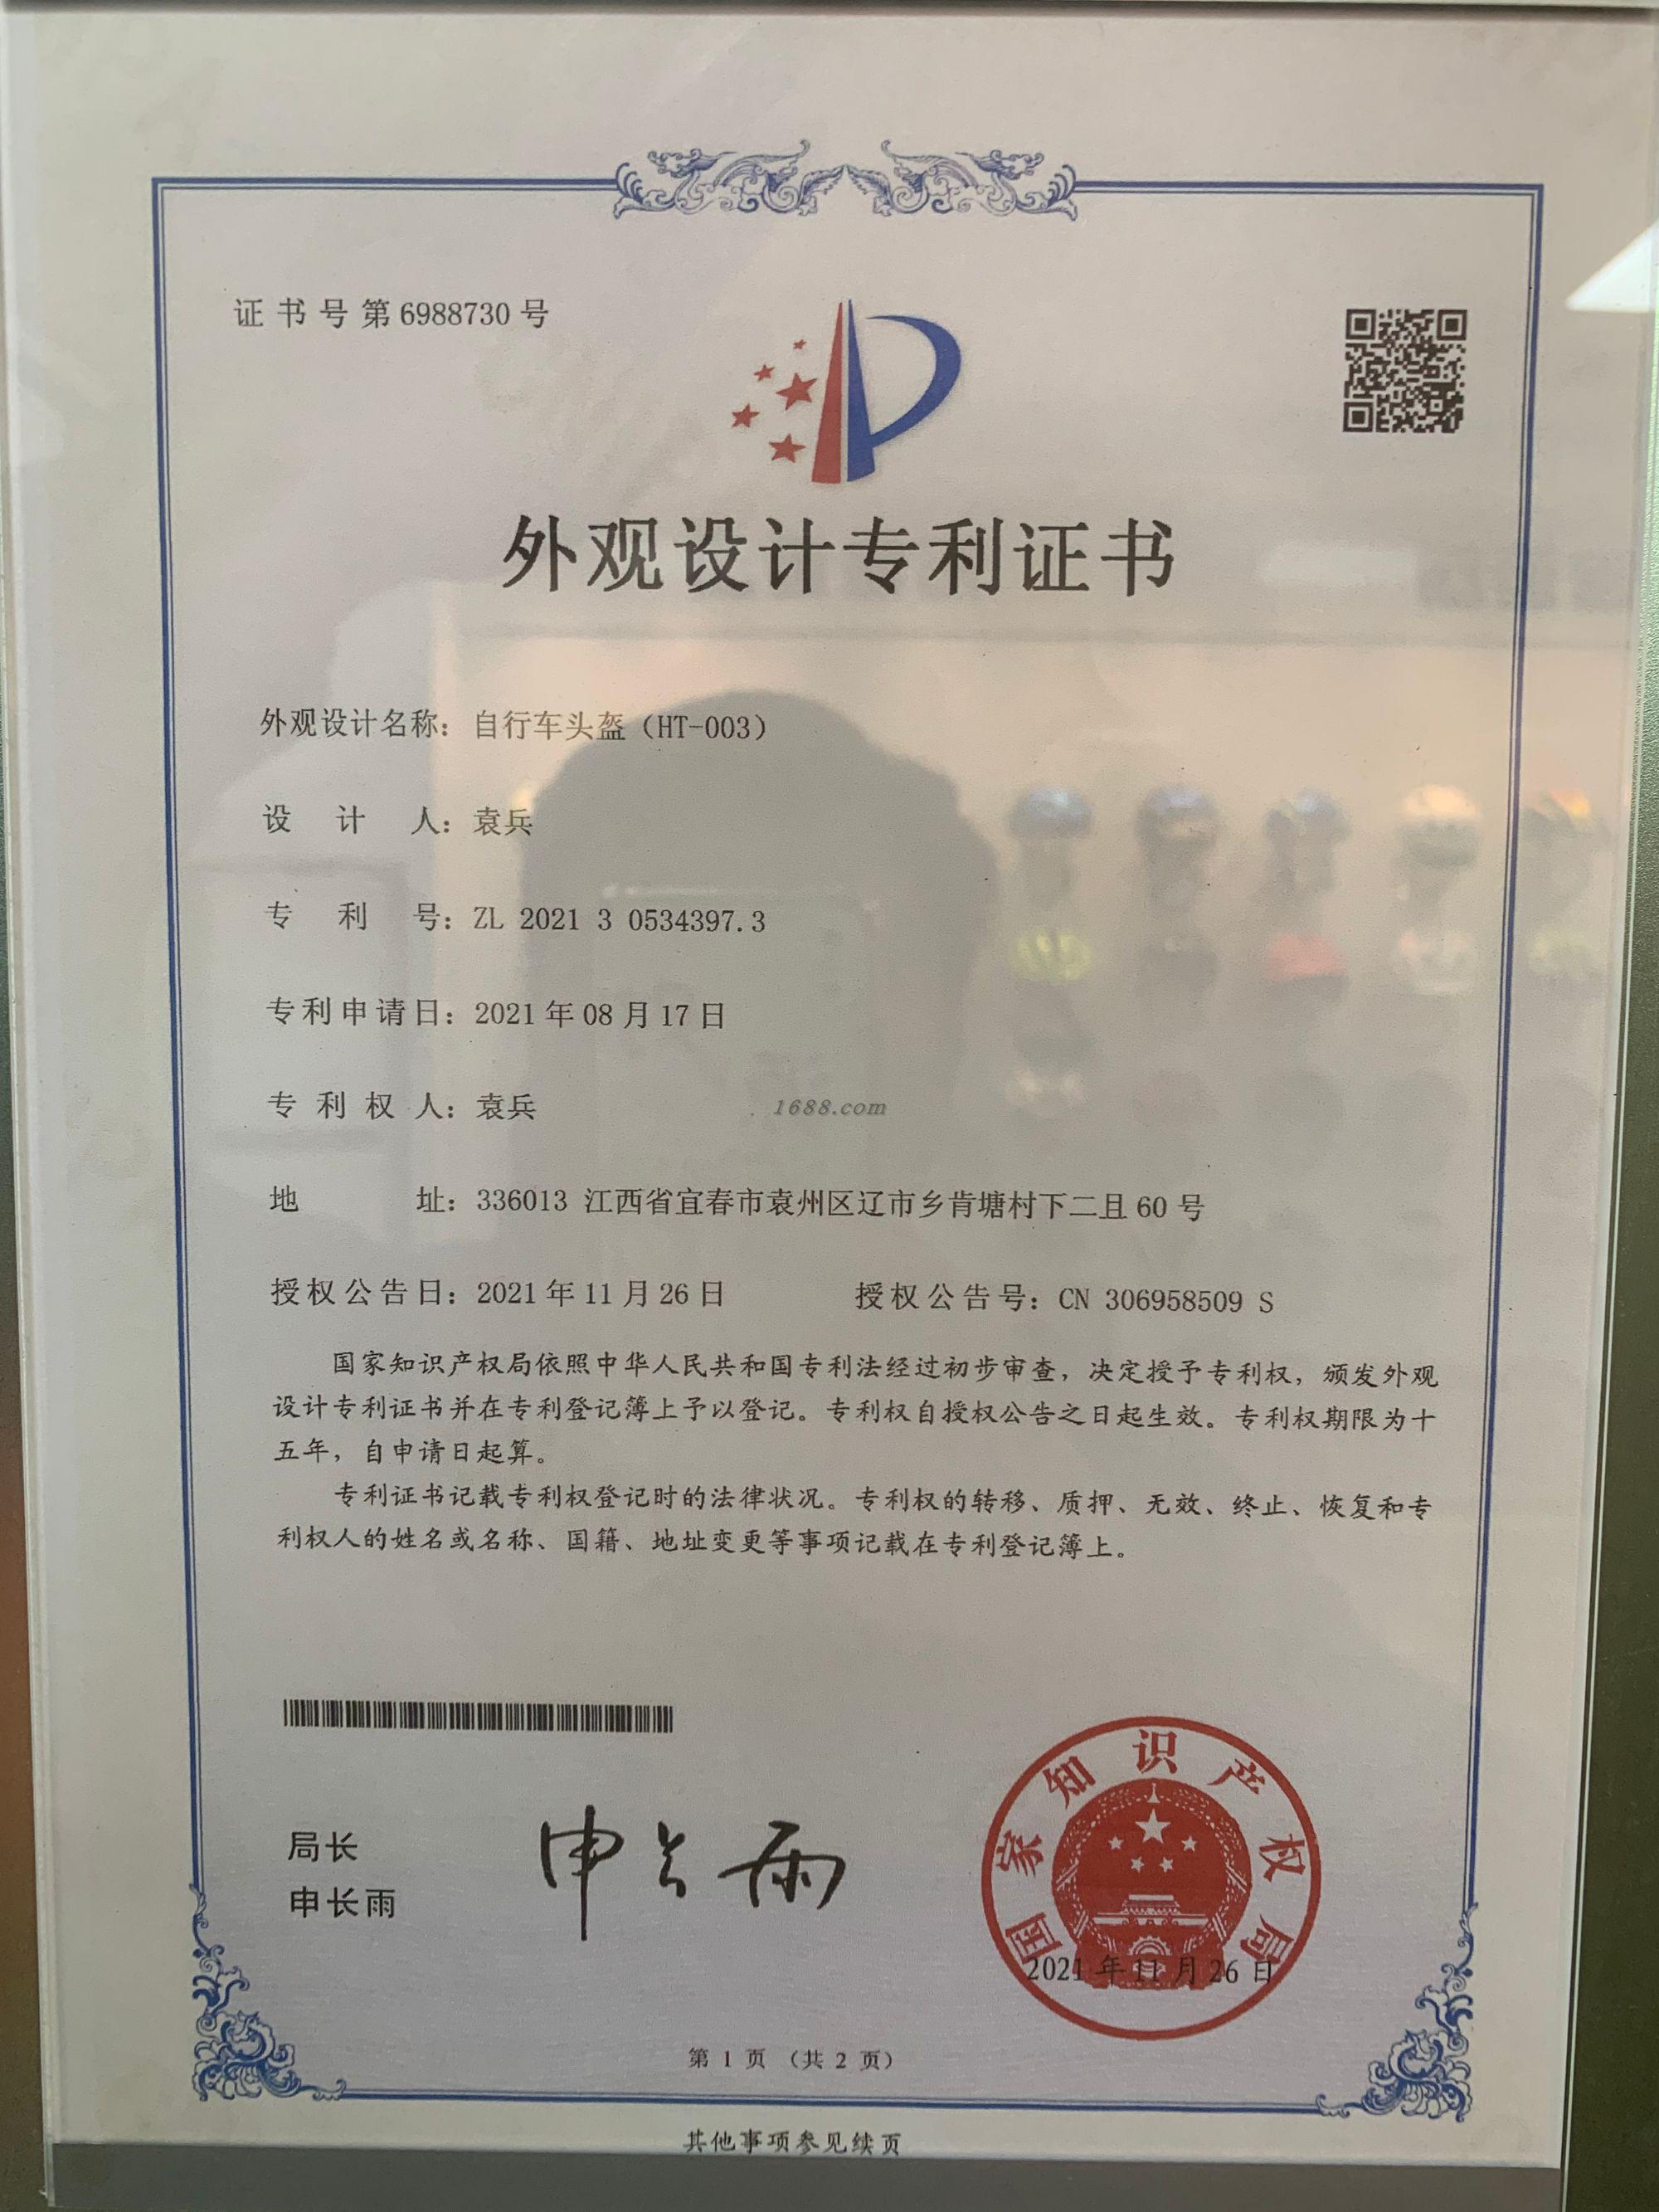 证书号第6988730号
外观设计专利证书
外观设计名称：自行车头盔（HT-003）
设计人：袁兵
专利号：ZL 2021 3 0534397.3
专利申请日：2021年08月17日
专利权人：袁兵
1688.com
地址：336013 江西省宜春市袁州区辽市乡肯塘村下二且60号
授权公告日：2021年11月26日 授权公告号：CN 306958509 S
国家知识产权局依照中华人民共和国专利法经过初步审查，决定授予专利权，颁发外观
设计专利证书并在专利登记簿上予以登记。专利权自授权公告之日起生效。专利权期限为十
五年，自申请日起算。
专利证书记载专利权登记时的法律状况。专利权的转移、质押、无效、终止、恢复和专
利权人的姓名或名称、国籍、地址变更等事项记载在专利登记簿上。
局长
申长雨
申长雨
国家知识产权局
2021年11月26日
第 1 页 （共 2 页）
其他事项参见续页